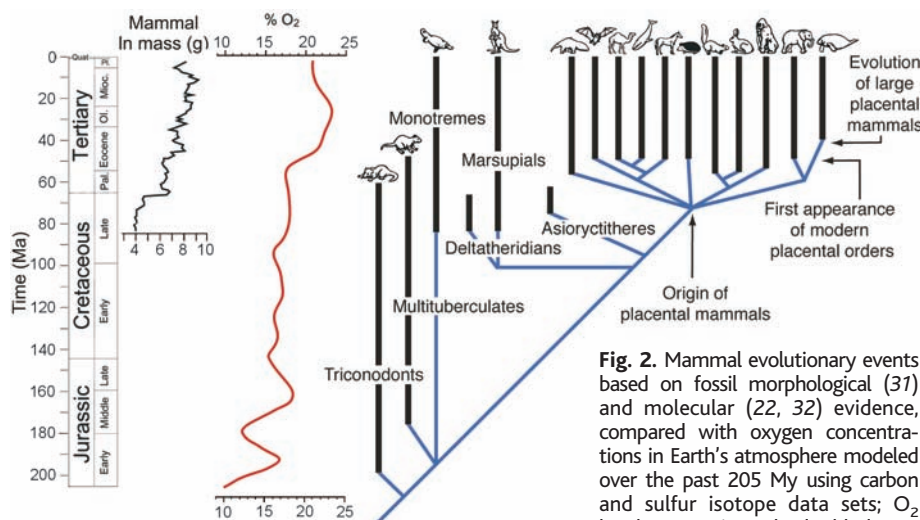 Mammal
ln mass (g)
% O2
10 15 20 25
0
20
40
60
80
100
120
140
160
180
200
Time (Ma)
Quat
Tertiary
Cretaceous
Jurassic
Pl.
Mioc.
Ol.
Eocene
Pal.
Late
Early
Late
Middle
Early
4 6 8 10
10 15 20 25
Monotremes
Marsupials
Deltatheridians
Asioryctitheres
Multituberculates
Triconodonts
Evolution
of large
placental
mammals
First appearance
of modern
placental orders
Origin of
placental mammals
Fig. 2. Mammal evolutionary events
based on fossil morphological (31)
and molecular (22, 32) evidence,
compared with oxygen concentra-
tions in Earth's atmosphere modeled
over the past 205 My using carbon
and sulfur isotope data sets; O2